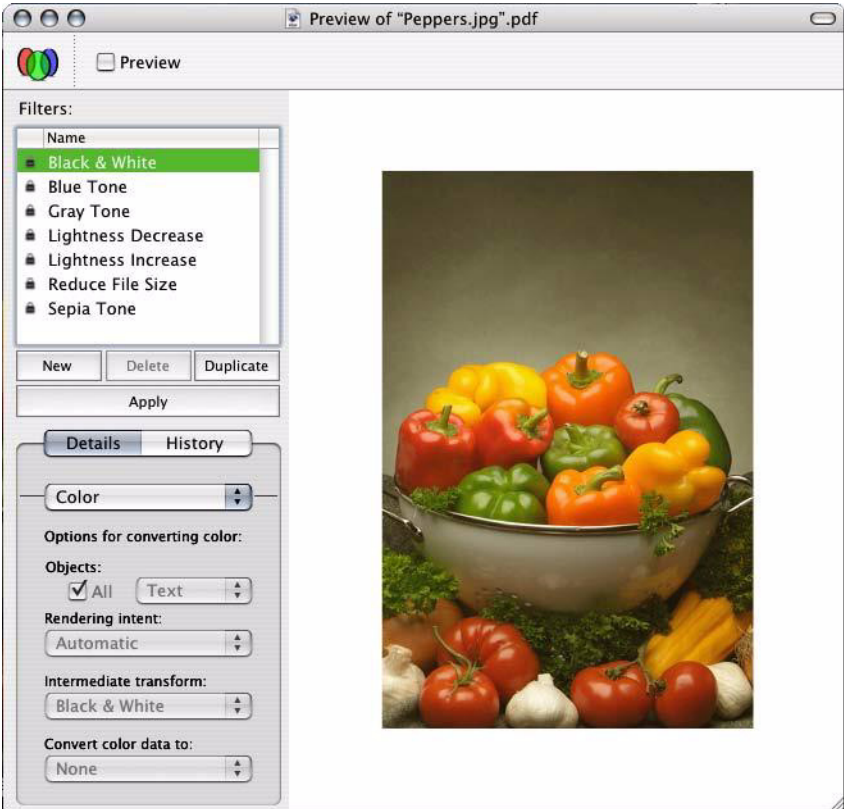 Preview of “Peppers.jpg”.pdf
Preview
Filters:
Name
Black & White
Blue Tone
Gray Tone
Lightness Decrease
Lightness Increase
Reduce File Size
Sepia Tone
New Delete Duplicate
Apply
Details History
Color
Options for converting color:
Objects:
All Text
Rendering intent:
Automatic
Intermediate transform:
Black & White
Convert color data to:
None